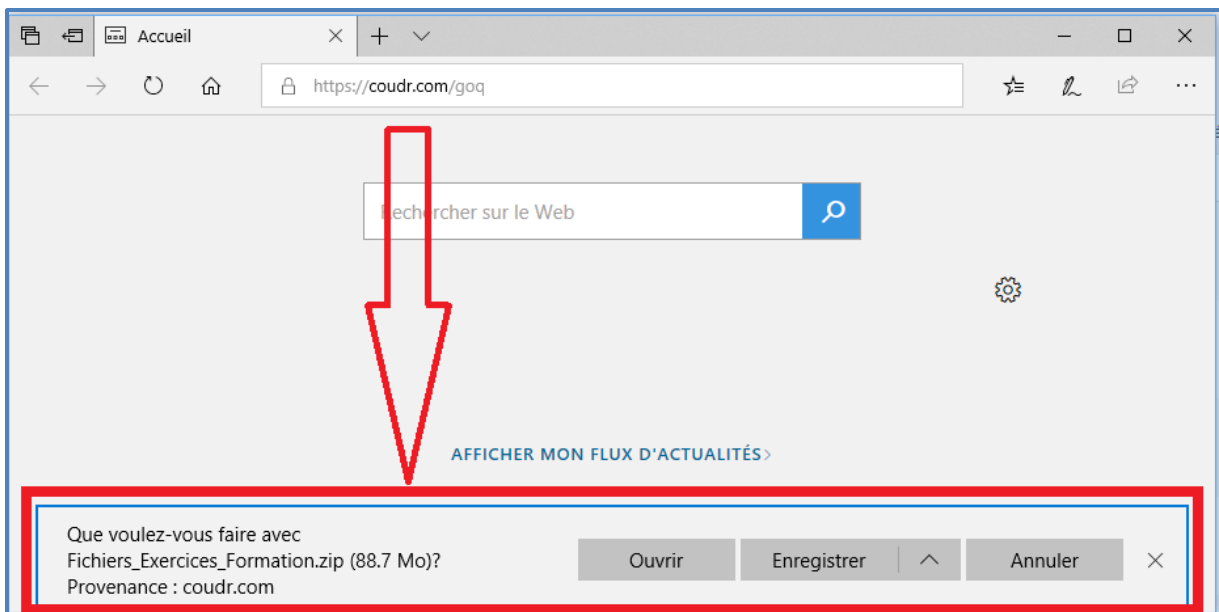 Accueil
https://coudr.com/goq
Rechercher sur le Web
AFFICHER MON FLUX D'ACTUALITÉS
Que voulez-vous faire avec
Fichiers_Exercices_Formation.zip (88.7 Mo)?
Provenance : coudr.com
Ouvrir
Enregistrer
Annuler